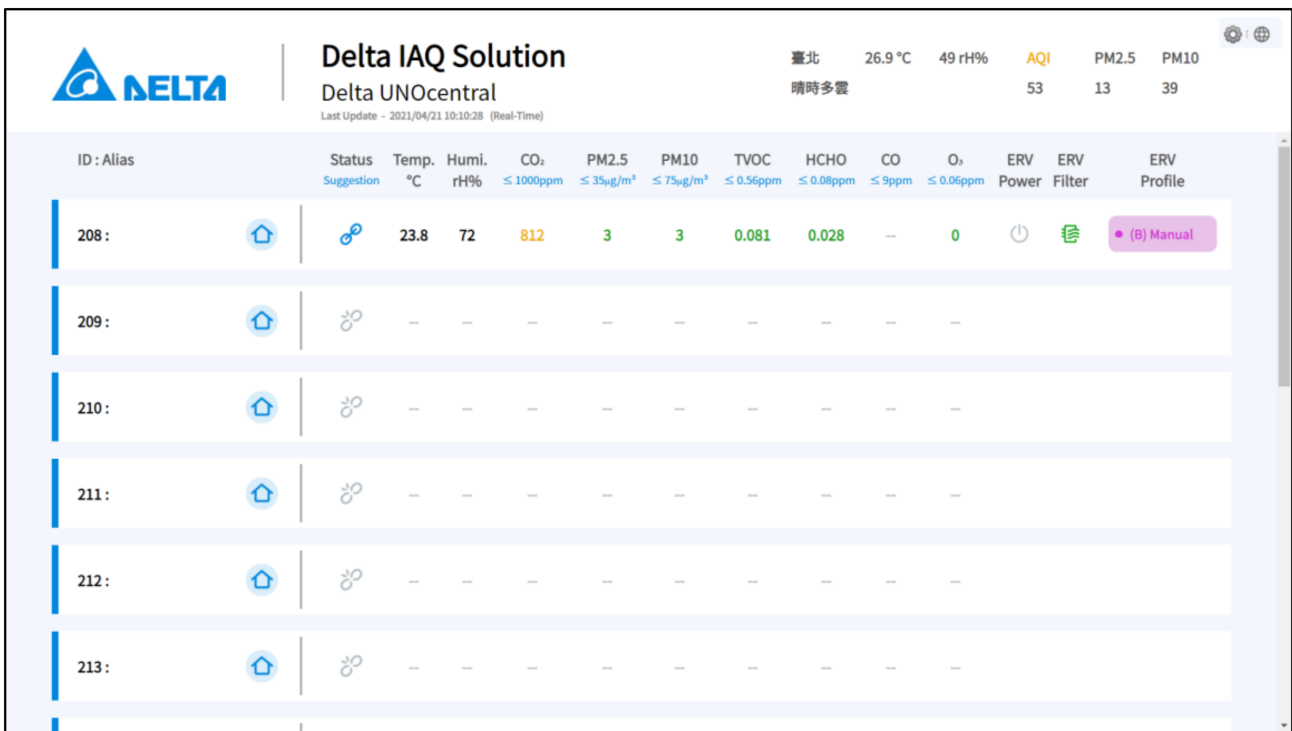 DELTA
Delta IAQ Solution
Delta UNOcentral
Last Update - 2021/04/21 10:10:28 (Real-Time)
臺北 26.9 °C 49 rH% AQI PM2.5 PM10
晴時多雲 53 13 39
ID : Alias Status Temp. Humi. CO₂ PM2.5 PM10 TVOC HCHO CO O₃ ERV ERV ERV
Suggestion °C rH% ≤ 1000ppm ≤ 35μg/m³ ≤ 75μg/m³ ≤ 0.56ppm ≤ 0.08ppm ≤ 9ppm ≤ 0.06ppm Power Filter Profile
208 : 23.8 72 812 3 3 0.081 0.028 -- 0 (B) Manual
209 : -- -- -- -- -- -- -- -- --
210 : -- -- -- -- -- -- -- -- --
211 : -- -- -- -- -- -- -- -- --
212 : -- -- -- -- -- -- -- -- --
213 : -- -- -- -- -- -- -- -- --